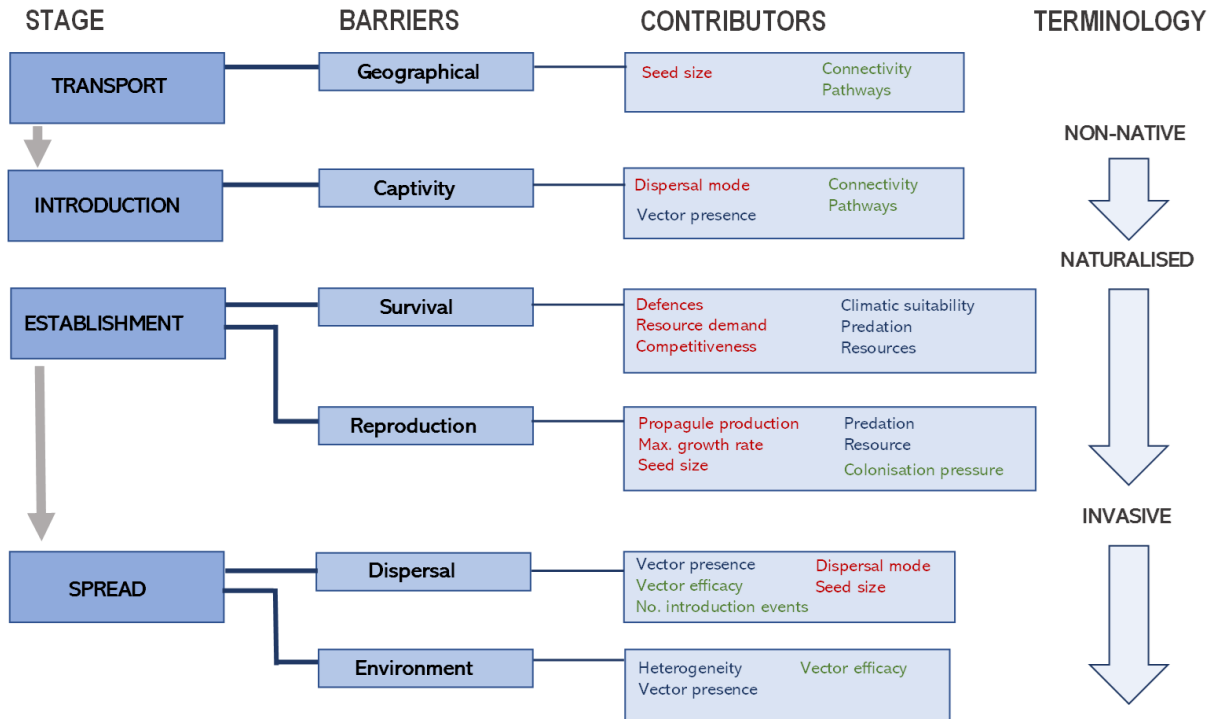 STAGE
BARRIERS
CONTRIBUTORS
TERMINOLOGY
TRANSPORT
Geographical
Seed size
Connectivity
Pathways
NON-NATIVE
INTRODUCTION
Captivity
Dispersal mode
Vector presence
Connectivity
Pathways
NATURALISED
ESTABLISHMENT
Survival
Defences
Resource demand
Competitiveness
Climatic suitability
Predation
Resources
Reproduction
Propagule production
Max. growth rate
Seed size
Predation
Resource
Colonisation pressure
INVASIVE
SPREAD
Dispersal
Vector presence
Vector efficacy
No. introduction events
Dispersal mode
Seed size
Environment
Heterogeneity
Vector presence
Vector efficacy